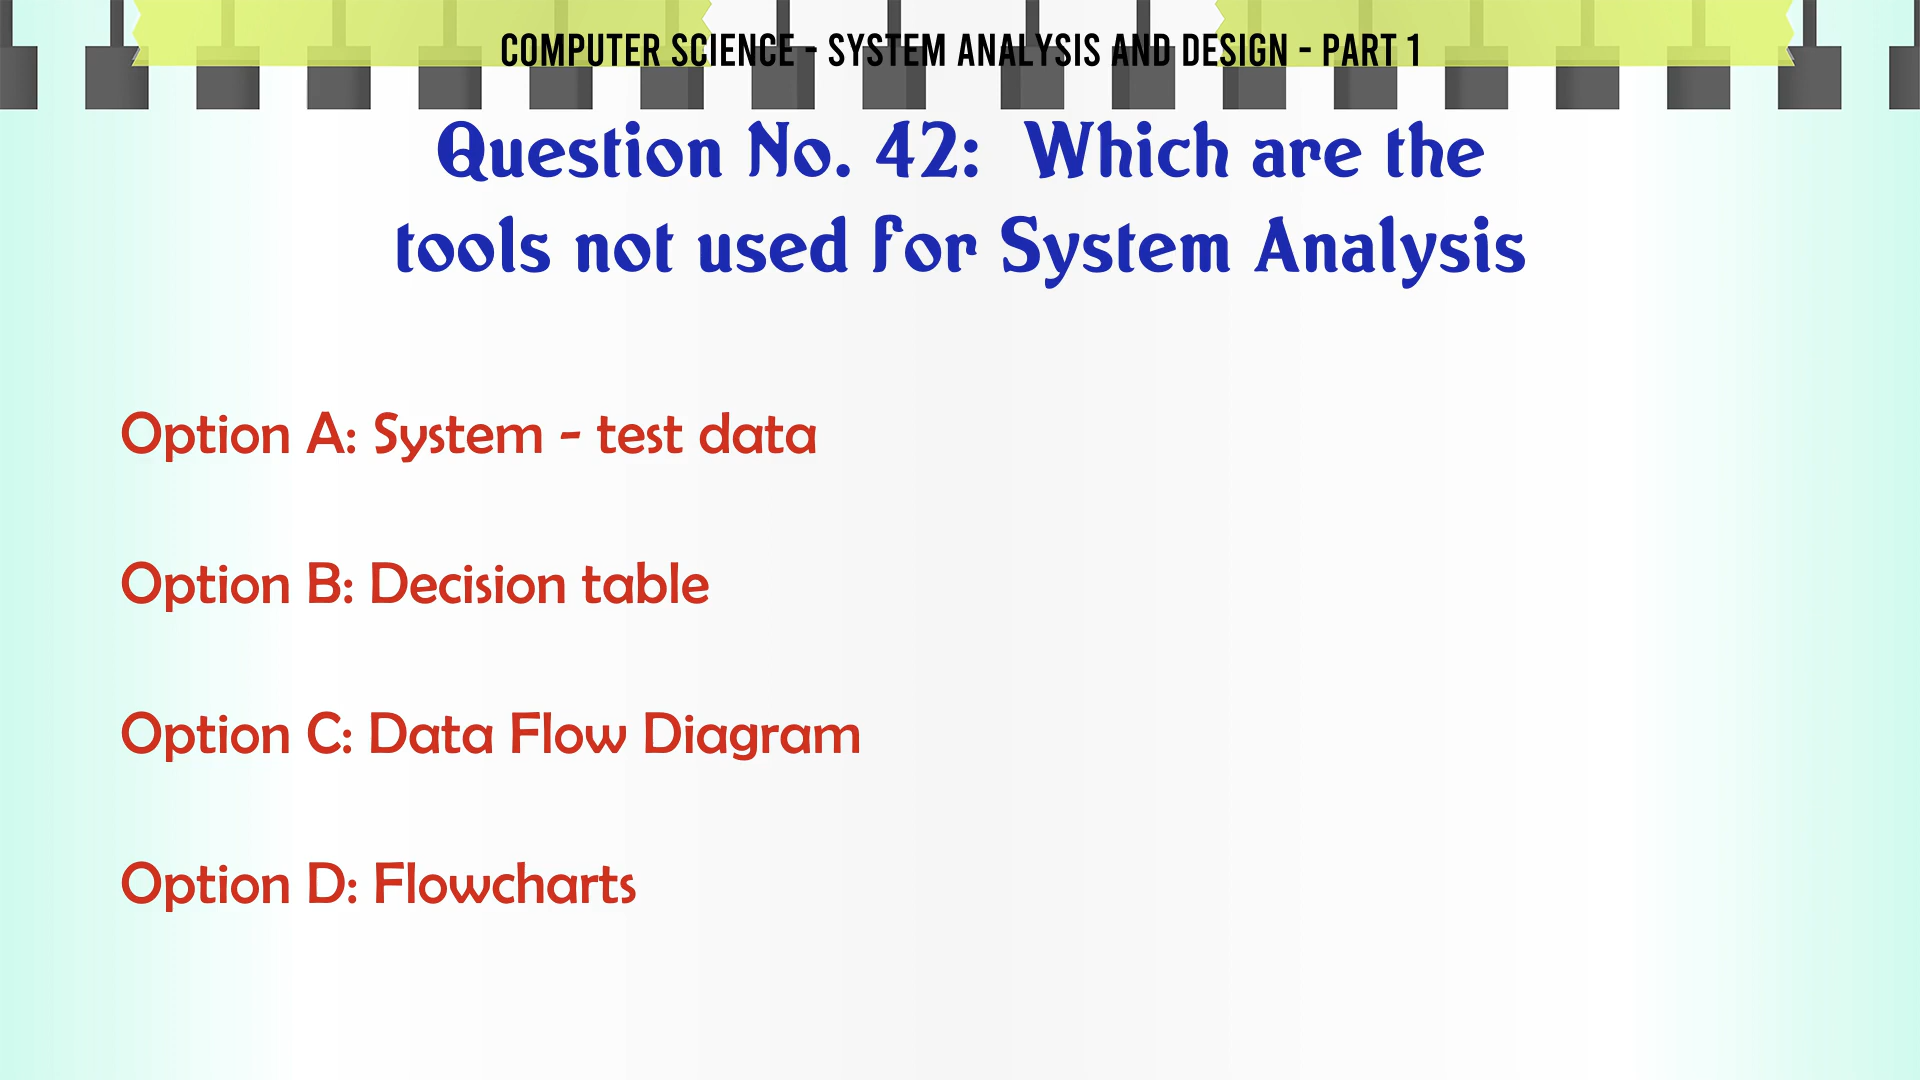 COMPUTER SCIENCE - SYSTEM ANALYSIS AND DESIGN - PART 1
Question No. 42: Which are the
tools not used for System Analysis
Option A: System - test data
Option B: Decision table
Option C: Data Flow Diagram
Option D: Flowcharts